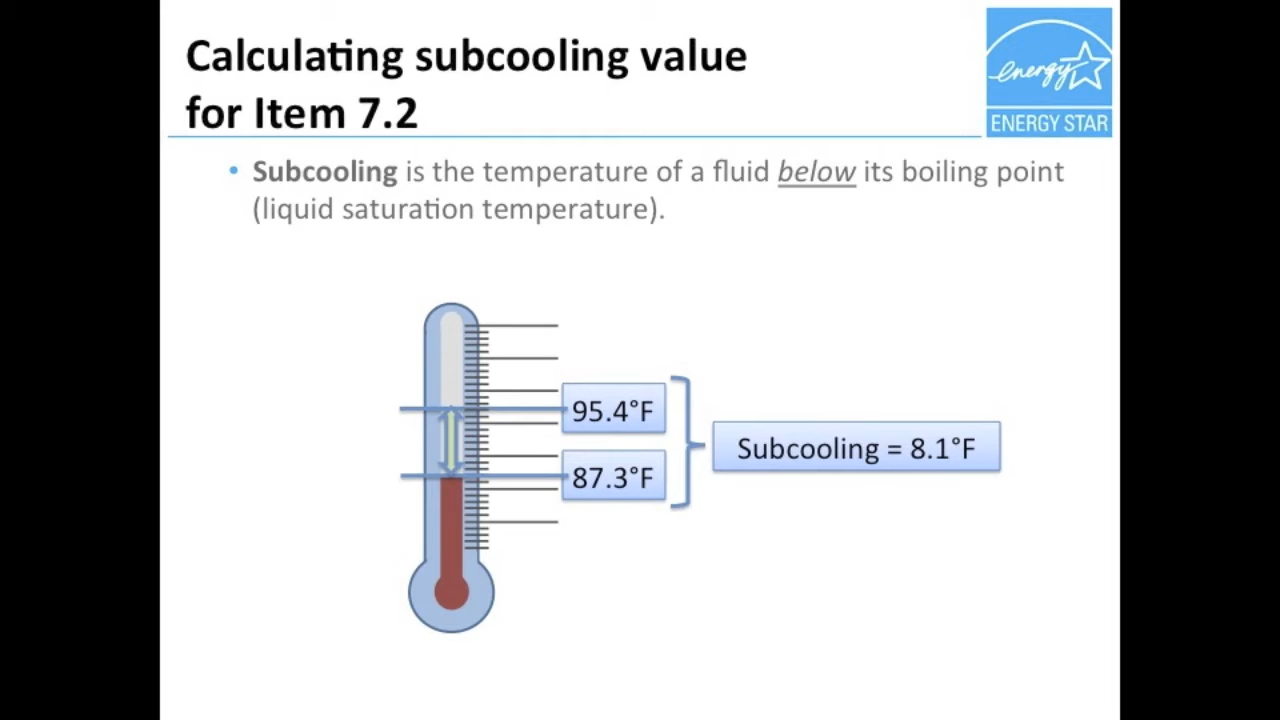 Calculating subcooling value
for Item 7.2
energy
ENERGY STAR
• Subcooling is the temperature of a fluid below its boiling point
(liquid saturation temperature).
95.4°F
87.3°F
Subcooling = 8.1°F